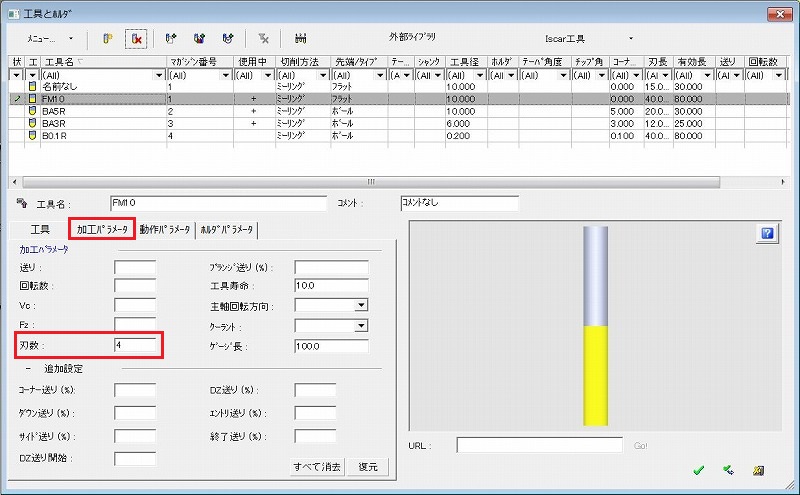 工具とﾎﾙﾀﾞ
ﾒﾆｭｰ... 外部ﾗｲﾌﾞﾗﾘ Iscar工具
状 工 工具名 ﾏｶﾞｼﾞﾝ番号 使用中 切削方法 先端/ﾀｲﾌﾟ テー... ｼｬﾝｸ 工具径 ﾎﾙﾀﾞ ﾃｰﾊﾟ角度 ﾁｯﾌﾟ角 ｺｰﾅ... 刃長 有効長 送り 回転数
(All) (All) (All) (All) (All) (A (All) (All) (All) (All) (All) (All) (All) (All) (A (All)
名前なし 1 ﾐｰﾘﾝｸﾞ ﾌﾗｯﾄ 10.000 0.000 15.0... 30.000
FM10 1 + ﾐｰﾘﾝｸﾞ ﾌﾗｯﾄ 10.000 0.000 40.0... 80.000
BA5R 2 + ﾐｰﾘﾝｸﾞ ﾎﾞｰﾙ 10.000 5.000 20.0... 30.000
BA3R 3 + ﾐｰﾘﾝｸﾞ ﾎﾞｰﾙ 6.000 3.000 12.0... 25.000
B0.1R 4 ﾐｰﾘﾝｸﾞ ﾎﾞｰﾙ 0.200 0.100 40.0... 80.000
工具名 : FM10 ｺﾒﾝﾄ : ｺﾒﾝﾄなし
工具 加工ﾊﾟﾗﾒｰﾀ 動作ﾊﾟﾗﾒｰﾀ ﾎﾙﾀﾞﾊﾟﾗﾒｰﾀ
加工ﾊﾟﾗﾒｰﾀ
送り : ﾌﾟﾗﾝｼﾞ送り (%) :
回転数 : 工具寿命 : 10.0
Vc : 主軸回転方向 :
Fz : ｸｰﾗﾝﾄ :
刃数 : 4 ｹﾞｰｼﾞ長 : 100.0
- 追加設定
ｺｰﾅｰ送り (%): DZ送り (%) :
ﾀﾞｳﾝ送り (%) : ｴﾝﾄﾘ送り (%) :
ｻｲﾄﾞ送り (%) : 終了送り (%) :
DZ送り開始 :
すべて消去 復元
URL : Go!